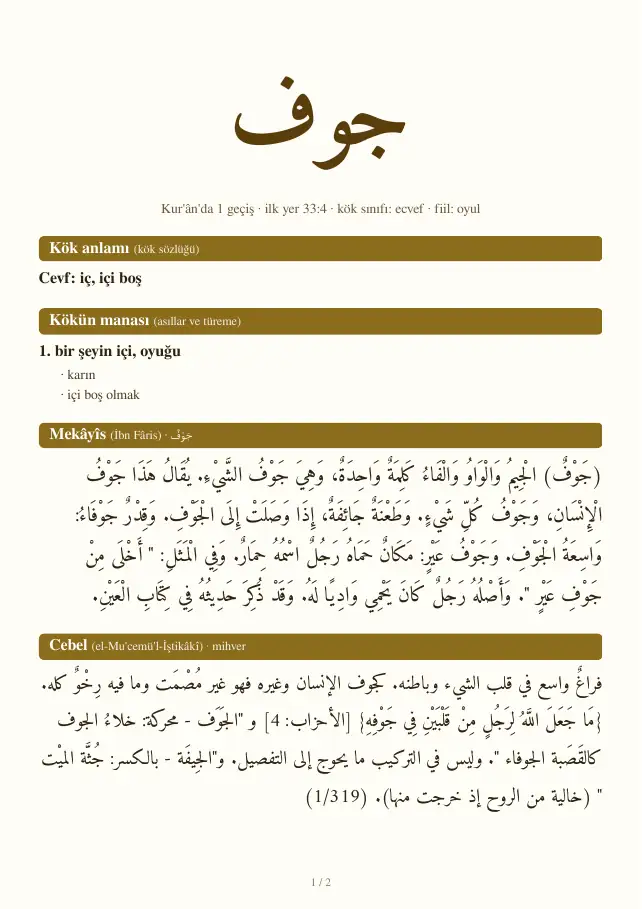 جوف
Kur'ân'da 1 geçiş · ilk yer 33:4 · kök sınıfı: ecvef · fiil: oyul
Kök anlamı (kök sözlüğü)
Cevf: iç, içi boş
Kökün manası (asıllar ve türeme)
1. bir şeyin içi, oyuğu
· karın
· içi boş olmak
Mekâyîs (İbn Fâris) · جَوْفٌ
(جَوْفٌ) الْجِيمُ وَالْوَاوُ وَالْفَاءُ كَلِمَةٌ وَاحِدَةٌ، وَهِيَ جَوْفُ الشَّيْءِ. يُقَالُ هَذَا جَوْفُ
الْإِنْسَانِ، وَجَوْفُ كُلِّ شَيْءٍ. وَطَعْنَةٌ جَائِفَةٌ، إِذَا وَصَلَتْ إِلَى الْجَوْفِ. وَقِدْرٌ جَوْفَاءُ:
وَاسِعَةُ الْجَوْفِ. وَجَوْفُ عَيْرٍ: مَكَانٌ حَمَاهُ رَجُلٌ اسْمُهُ حِمَارٌ. وَفِي الْمَثَلِ: " أَخْلَى مِنْ
جَوْفِ عَيْرٍ ". وَأَصْلُهُ رَجُلٌ كَانَ يَحْمِي وَادِيًا لَهُ. وَقَدْ ذُكِرَ حَدِيثُهُ فِي كِتَابِ الْعَيْنِ.
Cebel (el-Mu'cemü'l-İştikâkî) · mihver
فراغٌ واسع في قلب الشيء وباطنه. كجوف الإنسان وغيره فهو غير مُصْمَت وما فيه رِخْوٌ كله.
{مَا جَعَلَ اللَّهُ لِرَجُلٍ مِنْ قَلْبَيْنِ فِي جَوْفِهِ} [الأحزاب: 4] و "الجَوَف - محركة: خلاءُ الجوف
كالقَصَبة الجوفاء ". وليس في التركيب ما يحوج إلى التفصيل. و"الجِيفَة - بالكسر: جُثَّة الميْت
" (خالية من الروح إذ خرجت منها). (1/319)
1 / 2